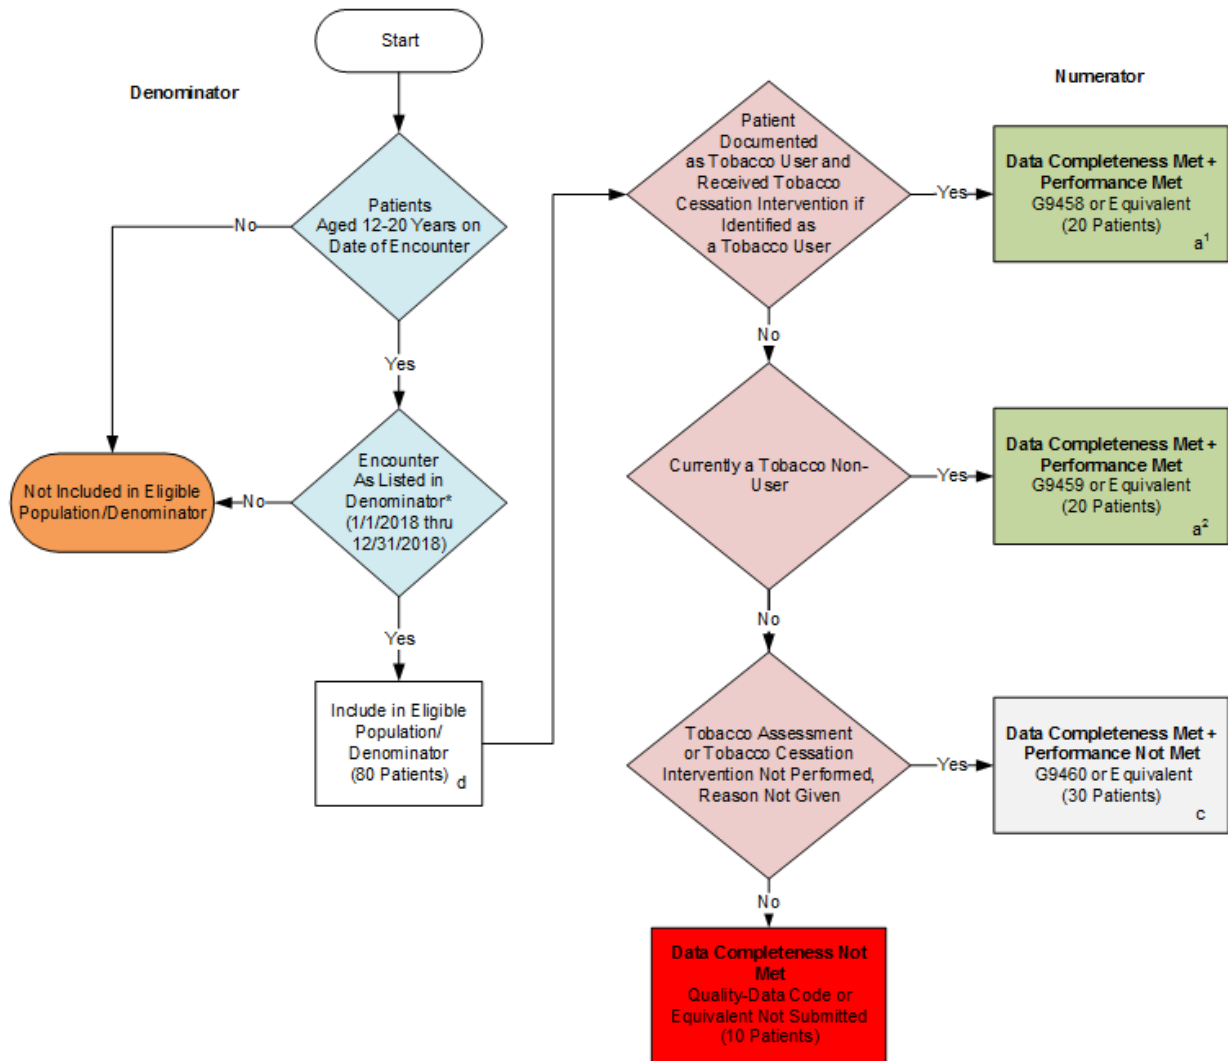 Start
Denominator
Patients
Aged 12-20 Years on
Date of Encounter
No
Yes
Not Included in Eligible
Population/Denominator
No
Encounter
As Listed in
Denominator*
(1/1/2018 thru
12/31/2018)
Yes
Include in Eligible
Population/
Denominator
(80 Patients)
d
Numerator
Patient
Documented
as Tobacco User and
Received Tobacco
Cessation Intervention if
Identified as
a Tobacco User
Yes
Data Completeness Met +
Performance Met
G9458 or Equivalent
(20 Patients)
a¹
No
Currently a Tobacco Non-
User
Yes
Data Completeness Met +
Performance Met
G9459 or Equivalent
(20 Patients)
a²
No
Tobacco Assessment
or Tobacco Cessation
Intervention Not Performed,
Reason Not Given
Yes
Data Completeness Met +
Performance Not Met
G9460 or Equivalent
(30 Patients)
c
No
Data Completeness Not
Met
Quality-Data Code or
Equivalent Not Submitted
(10 Patients)